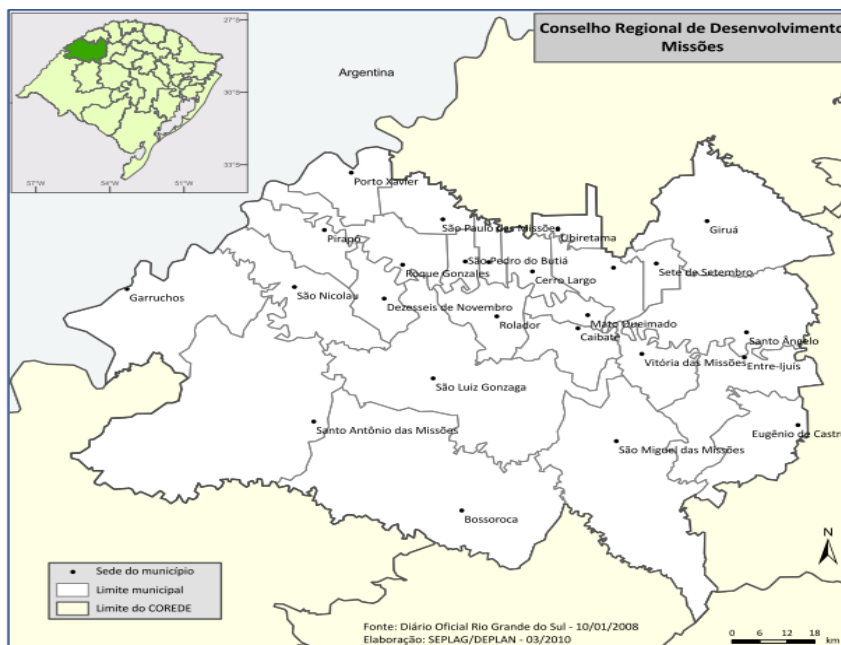 Conselho Regional de Desenvolvimento
Missões
27°S
30°S
33°S
57°W
54°W
51°W
Argentina
Porto Xavier
São Paulo das Missões
Pirapó
Ubiretama
Giruá
Roque Gonzales
São Pedro do Butiá
Cerro Largo
Sete de Setembro
Garruchos
São Nicolau
Dezesseis de Novembro
Rolador
Mato Queimado
Caibaté
Santo Ângelo
Vitória das Missões
Entre-Ijuís
São Luiz Gonzaga
Santo Antônio das Missões
Eugênio de Castr
São Miguel das Missões
Bossoroca
N
Sede do município
Limite municipal
Limite do COREDE
Fonte: Diário Oficial Rio Grande do Sul - 10/01/2008
Elaboração: SEPLAG/DEPLAN - 03/2010
0 6 12 18
km